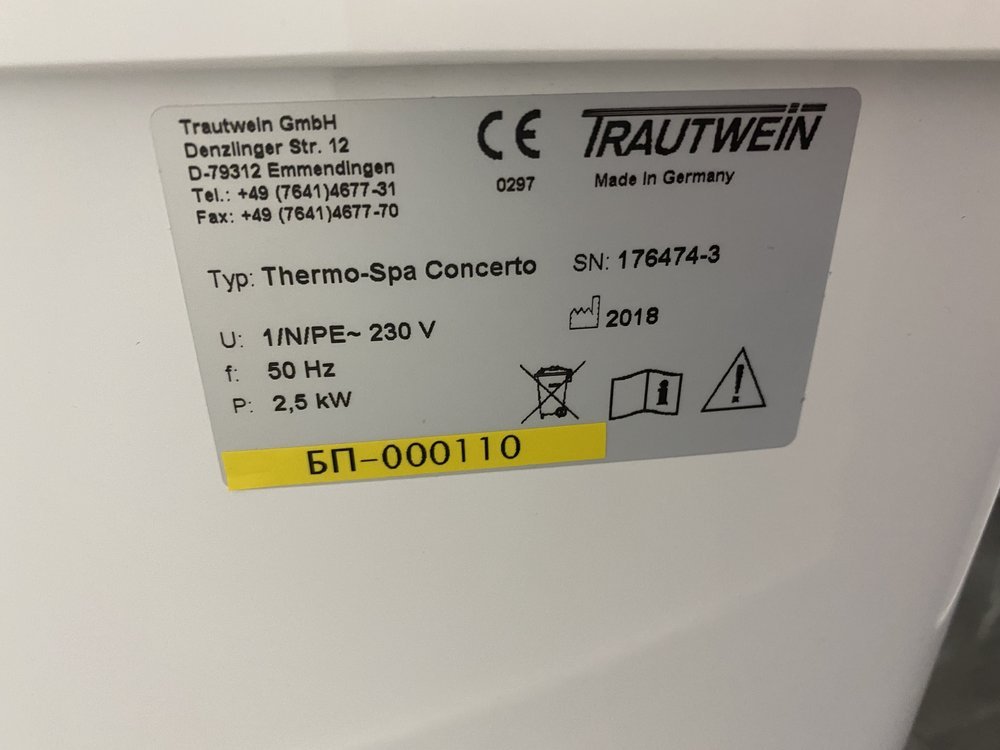 Trautwein GmbH
Denzlinger Str. 12
D-79312 Emmendingen
Tel.: +49 (7641)4677-31
Fax: +49 (7641)4677-70
CE
0297
TRAUTWEIN
Made in Germany
Typ: Thermo-Spa Concerto
SN: 176474-3
U: 1/N/PE~ 230 V
2018
f: 50 Hz
P: 2,5 kW
БП-000110